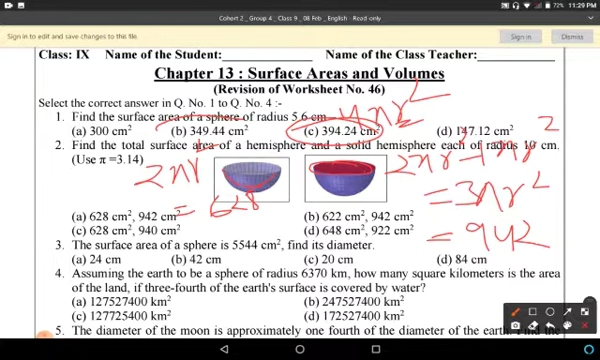 Cohort 2 _ Group 4 _ Class 9 _ 08 Feb _ English - Read-only
72% 11:29 PM
Sign in to edit and save changes to this file.
Sign in
Dismiss
Class: IX Name of the Student:____________ Name of the Class Teacher:____________
Chapter 13 : Surface Areas and Volumes
(Revision of Worksheet No. 46)
Select the correct answer in Q. No. 1 to Q. No. 4 :-
1. Find the surface area of a sphere of radius 5.6 cm
4πr²
(a) 300 cm² (b) 349.44 cm² (c) 394.24 cm² (d) 147.12 cm²
2. Find the total surface area of a hemisphere and a solid hemisphere each of radius 10 cm.
(Use π =3.14)
2πr²
= 628
2πr²+πr²
= 3πr²
= 942
(a) 628 cm², 942 cm² (b) 622 cm², 942 cm²
(c) 628 cm², 940 cm² (d) 648 cm², 922 cm²
3. The surface area of a sphere is 5544 cm², find its diameter.
(a) 24 cm (b) 42 cm (c) 20 cm (d) 84 cm
4. Assuming the earth to be a sphere of radius 6370 km, how many square kilometers is the area
of the land, if three-fourth of the earth's surface is covered by water?
(a) 127527400 km² (b) 247527400 km²
(c) 127725400 km² (d) 172527400 km²
5. The diameter of the moon is approximately one fourth of the diameter of the earth. Find the